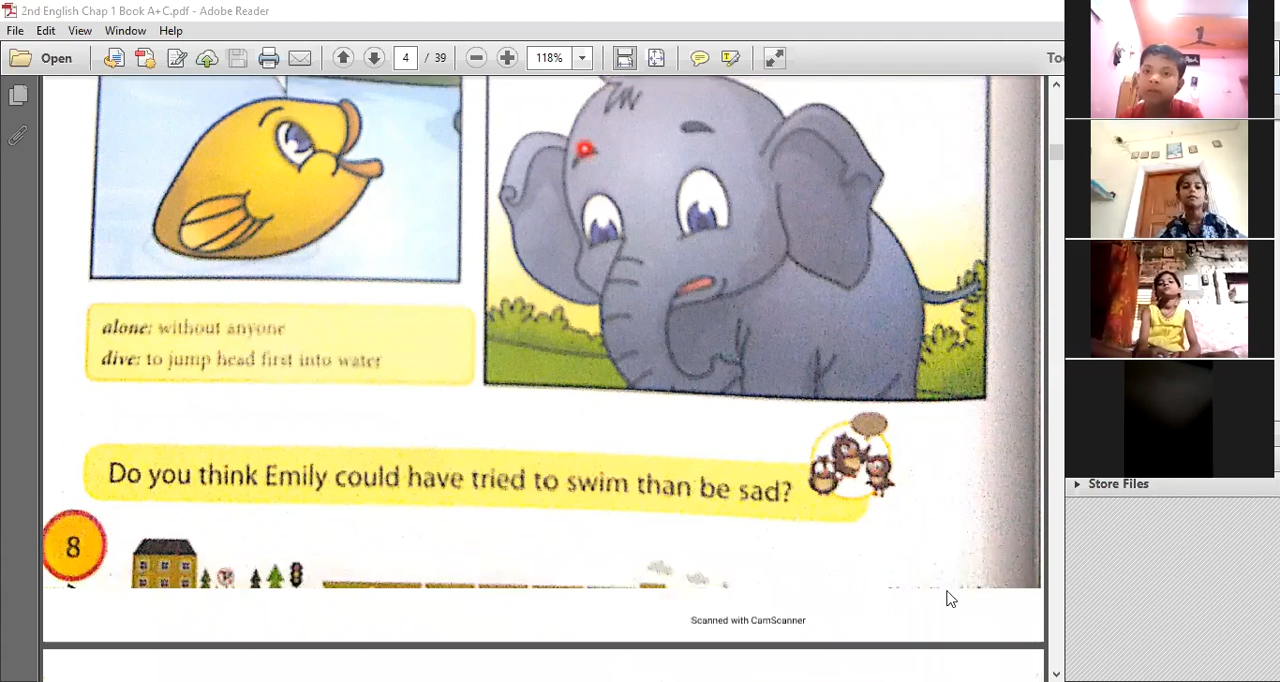 2nd English Chap 1 Book A+C.pdf - Adobe Reader
File Edit View Window Help
Open 4 / 39 118% Too
alone: without anyone
dive: to jump head first into water
Do you think Emily could have tried to swim than be sad?
8
Scanned with CamScanner
Store Files